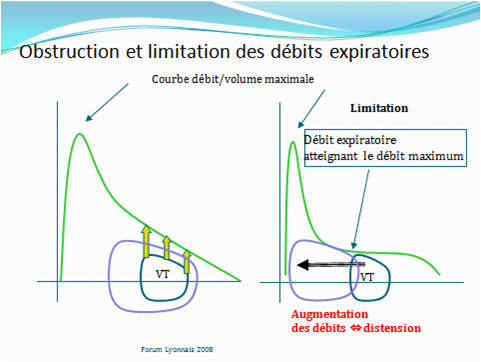 Obstruction et limitation des débits expiratoires
Courbe débit/volume maximale
Limitation
Débit expiratoire
atteignant le débit maximum
VT
VT
Augmentation
des débits ⇔ distension
Forum Lyonnais 2008